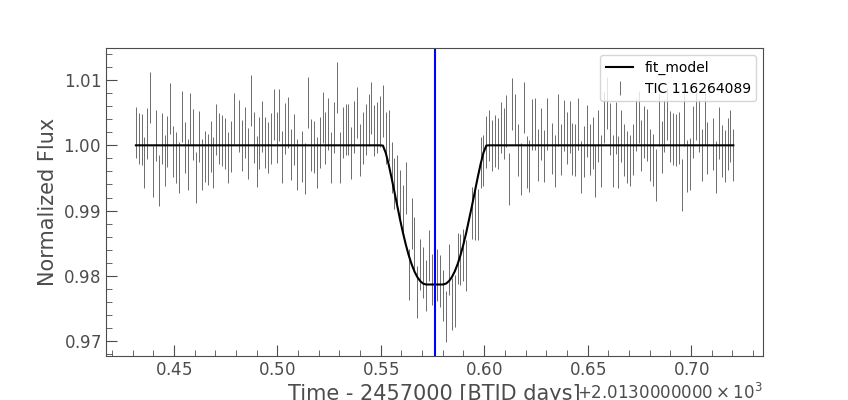 fit_model
TIC 116264089
1.01
1.00
0.99
0.98
0.97
Normalized Flux
0.45 0.50 0.55 0.60 0.65 0.70
Time - 2457000 [BTJD days]
+2.0130000000 × 10³